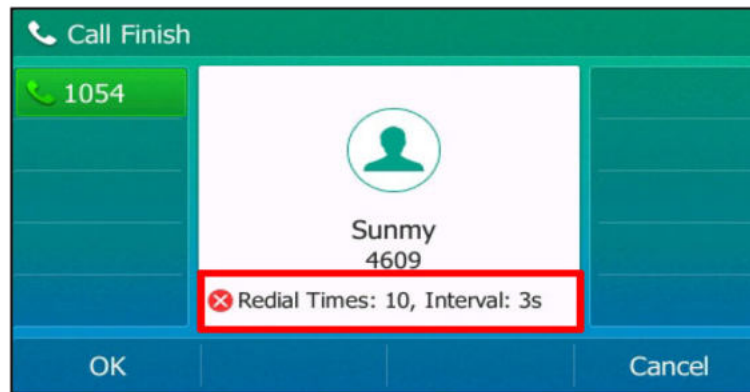 Call Finish
1054
Sunmy
4609
Redial Times: 10, Interval: 3s
OK
Cancel